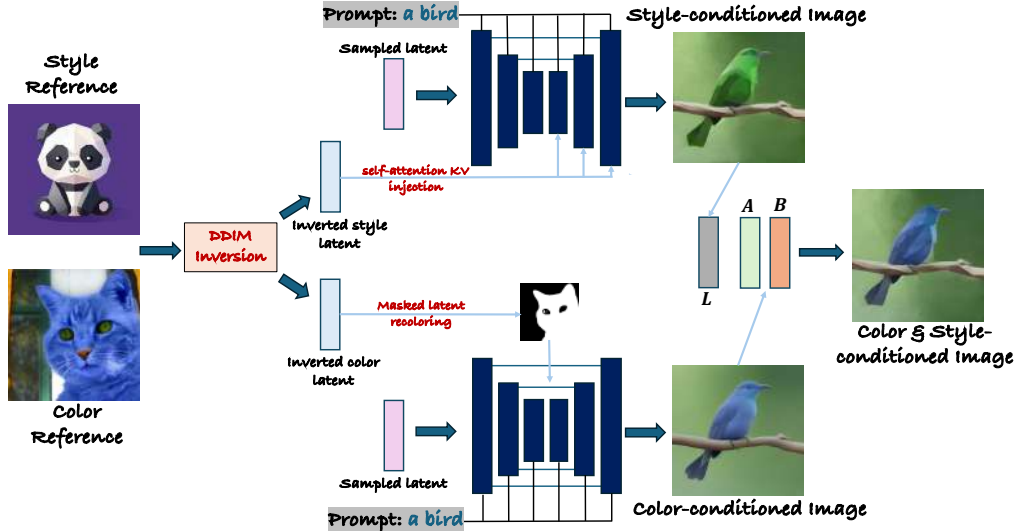 Prompt: a bird
Style-conditioned Image
Sampled latent
Style
Reference
self-attention KV
injection
Inverted style
latent
DDIM
Inversion
A
B
L
Masked latent
recoloring
Inverted color
latent
Color & Style-
conditioned Image
Color
Reference
Sampled latent
Color-conditioned Image
Prompt: a bird